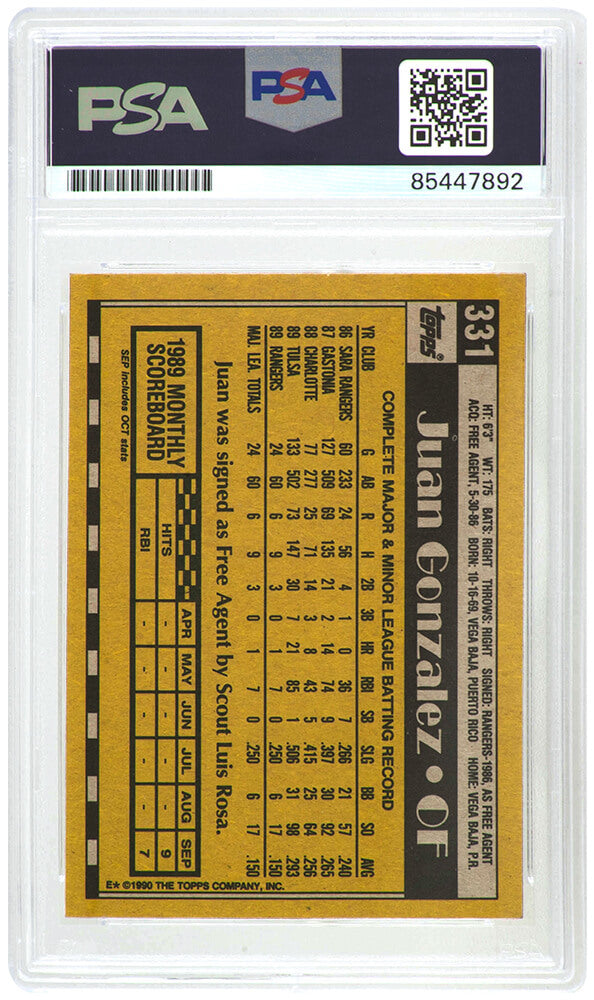 PSA
PSA
85447892
331
topps®
HT: 6'3" WT: 175 BATS: RIGHT THROWS: RIGHT SIGNED: RANGERS-1986, AS FREE AGENT
ACQ: FREE AGENT, 5-30-86 BORN: 10-16-69, VEGA BAJA, PUERTO RICO HOME: VEGA BAJA, P.R.
Juan Gonzalez • OF
COMPLETE MAJOR & MINOR LEAGUE BATTING RECORD
YR CLUB G AB R H 2B 3B HR RBI SB SLG BB SO AVG
86 SARA RANGERS 60 233 24 56 4 1 0 36 7 .266 21 57 .240
87 GASTONIA 127 509 69 135 21 2 14 74 9 .397 30 92 .265
88 CHARLOTTE 77 277 25 71 14 3 8 43 5 .415 25 64 .256
89 TULSA 133 502 73 147 30 7 21 85 1 .506 31 98 .293
89 RANGERS 24 60 6 9 3 0 1 7 0 .250 6 17 .150
MAJ. LEA. TOTALS 24 60 6 9 3 0 1 7 0 .250 6 17 .150
Juan was signed as Free Agent by Scout Luis Rosa.
1989 MONTHLY
SCOREBOARD
SEP includes OCT stats
APR MAY JUN JUL AUG SEP
HITS - - - - - 9
RBI - - - - - 7
E★ ©1990 THE TOPPS COMPANY, INC.